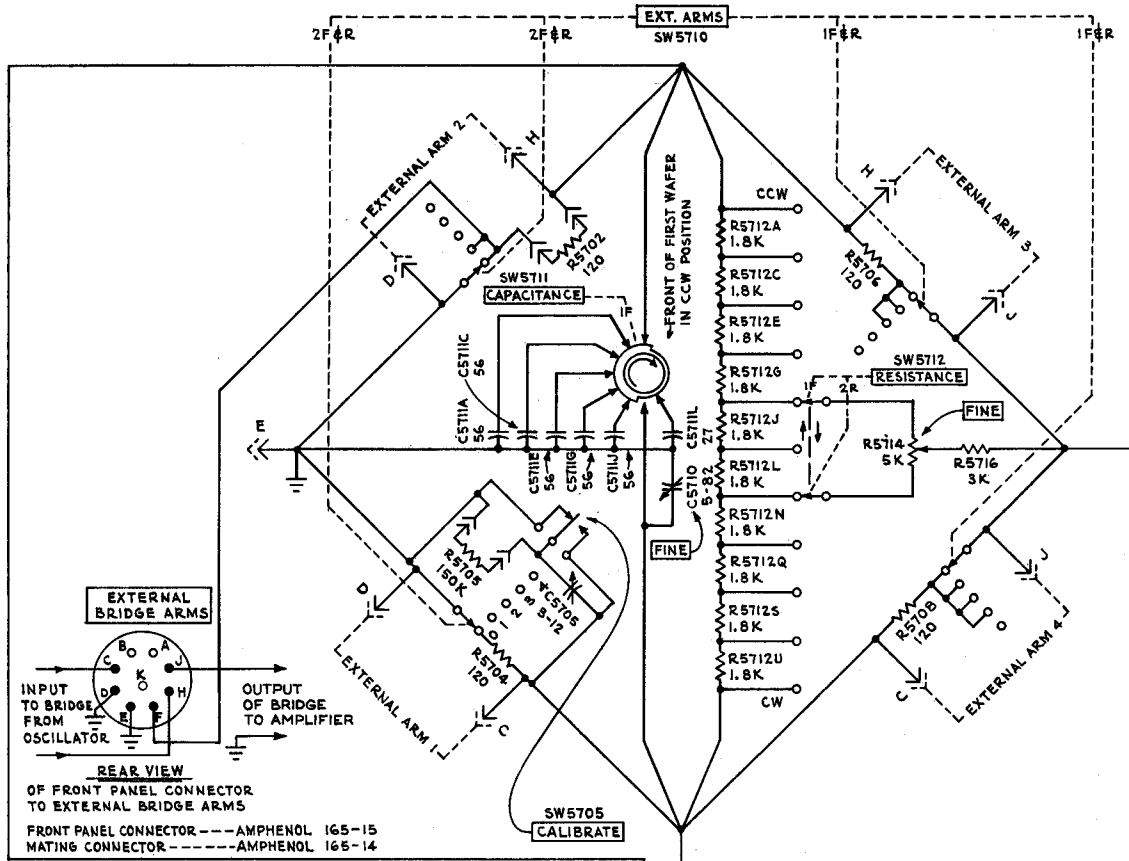 EXT. ARMS
SW5710
2F&R
2F&R
1F&R
1F&R
EXTERNAL ARM 2
H
D
R5702
120
SW5711
CAPACITANCE
1F
FRONT OF FIRST WAFER
IN CCW POSITION
CCW
R5712A
1.8K
R5712C
1.8K
R5712E
1.8K
R5712G
1.8K
R5712J
1.8K
R5712L
1.8K
R5712N
1.8K
R5712Q
1.8K
R5712S
1.8K
R5712U
1.8K
CW
H
EXTERNAL ARM 3
J
R5706
120
SW5712
RESISTANCE
1F
2R
FINE
R5714
5K
R5716
3K
C5711A
56
C5711C
56
C5711E
56
C5711G
56
C5711J
56
C5711L
27
C5710
5-82
FINE
E
R5705
150K
C5705
3-12
0
1
2
3
4
R5704
120
D
EXTERNAL ARM 1
C
SW5705
CALIBRATE
R5708
120
J
C
EXTERNAL ARM 4
EXTERNAL
BRIDGE ARMS
B
A
C
J
K
D
H
E
F
INPUT
TO BRIDGE
FROM
OSCILLATOR
OUTPUT
OF BRIDGE
TO AMPLIFIER
REAR VIEW
OF FRONT PANEL CONNECTOR
TO EXTERNAL BRIDGE ARMS
FRONT PANEL CONNECTOR----AMPHENOL 165-15
MATING CONNECTOR-------AMPHENOL 165-14